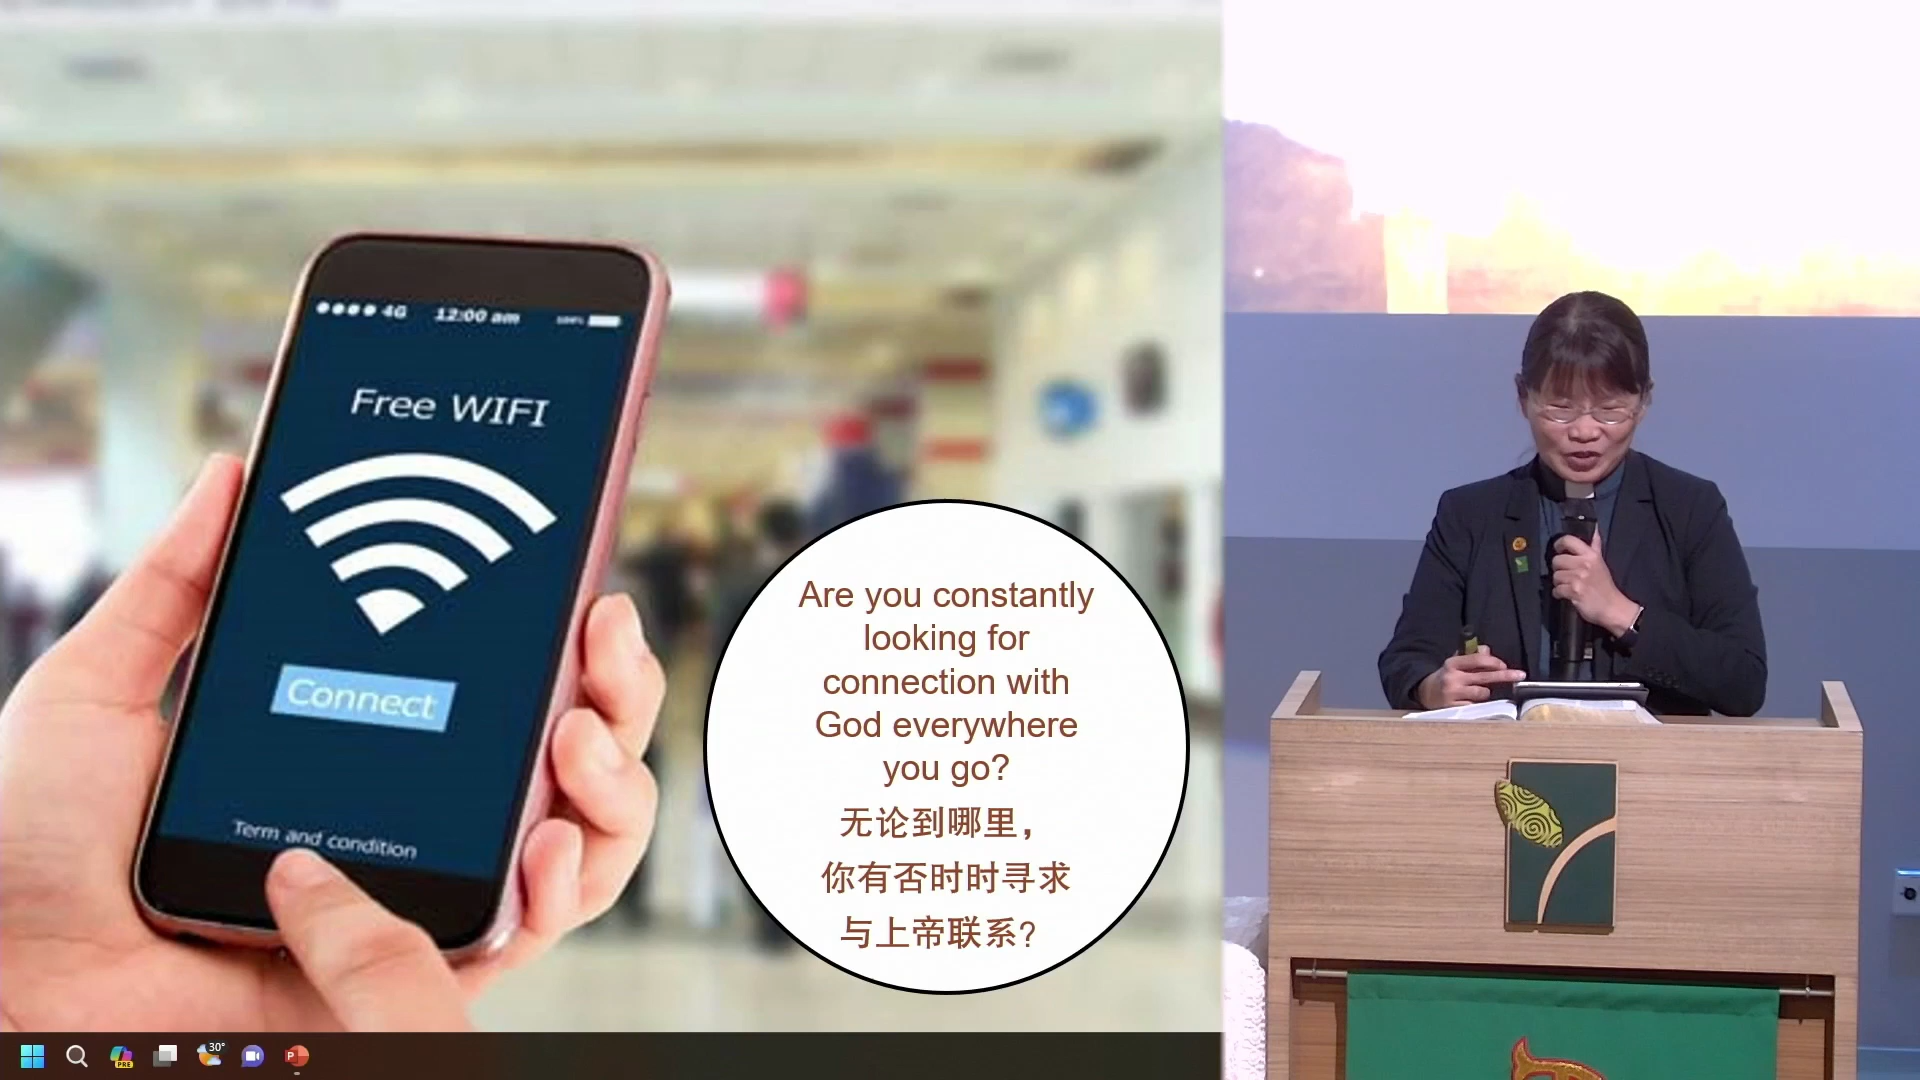 4G 12:00 am
Free WIFI
Connect
Term and condition
Are you constantly
looking for
connection with
God everywhere
you go?
无论到哪里，
你有否时时寻求
与上帝联系?
PRE
30°
P